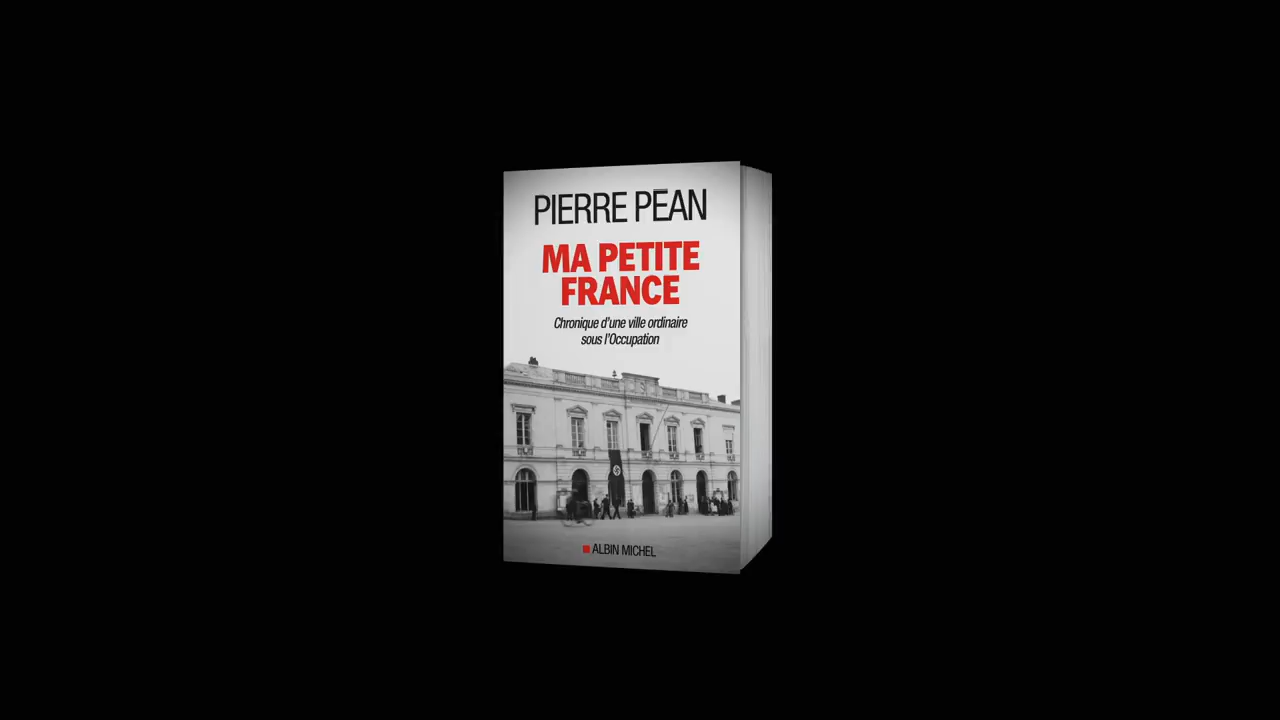 PIERRE PÉAN
MA PETITE
FRANCE
Chronique d'une ville ordinaire
sous l'Occupation
ALBIN MICHEL